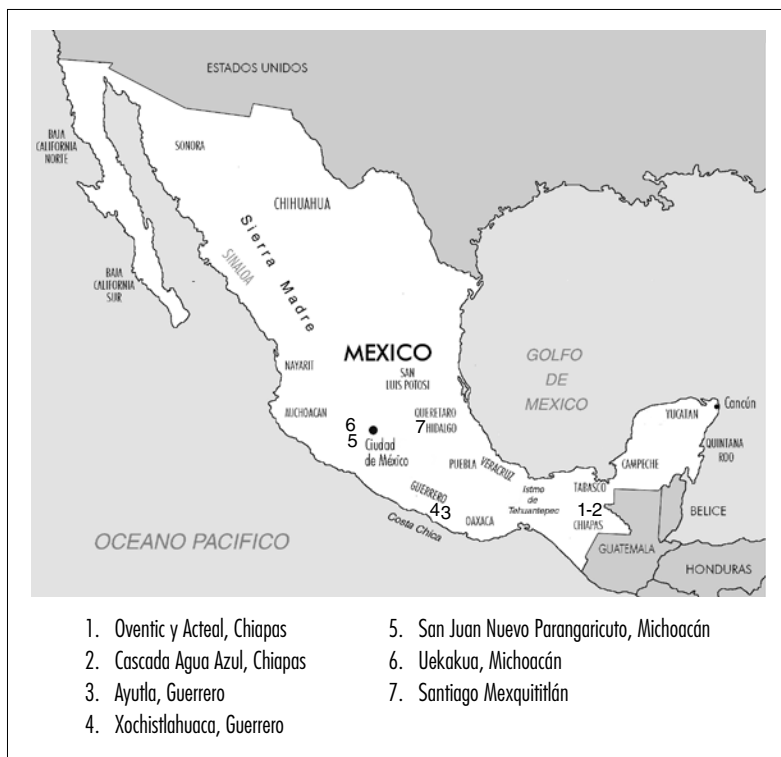 ESTADOS UNIDOS
BAJA
CALIFORNIA
NORTE
SONORA
CHIHUAHUA
Sierra Madre
SINALOA
BAJA
CALIFORNIA
SUR
MEXICO
NAYARIT
SAN
LUIS POTOSI
GOLFO
DE
MEXICO
Cancún
YUCATAN
AUCHOACAN
QUERETARO
7 HIDALGO
6
5
Ciudad
de México
QUINTANA
ROO
CAMPECHE
PUEBLA
VERACRUZ
TABASCO
GUERRERO
Istmo
de
Tehuantepec
1-2
CHIAPAS
43
BELICE
OAXACA
Costa Chica
OCEANO PACIFICO
GUATEMALA
HONDURAS
1. Oventic y Acteal, Chiapas
2. Cascada Agua Azul, Chiapas
3. Ayutla, Guerrero
4. Xochistlahuaca, Guerrero
5. San Juan Nuevo Parangaricuto, Michoacán
6. Uekakua, Michoacán
7. Santiago Mexquititlán